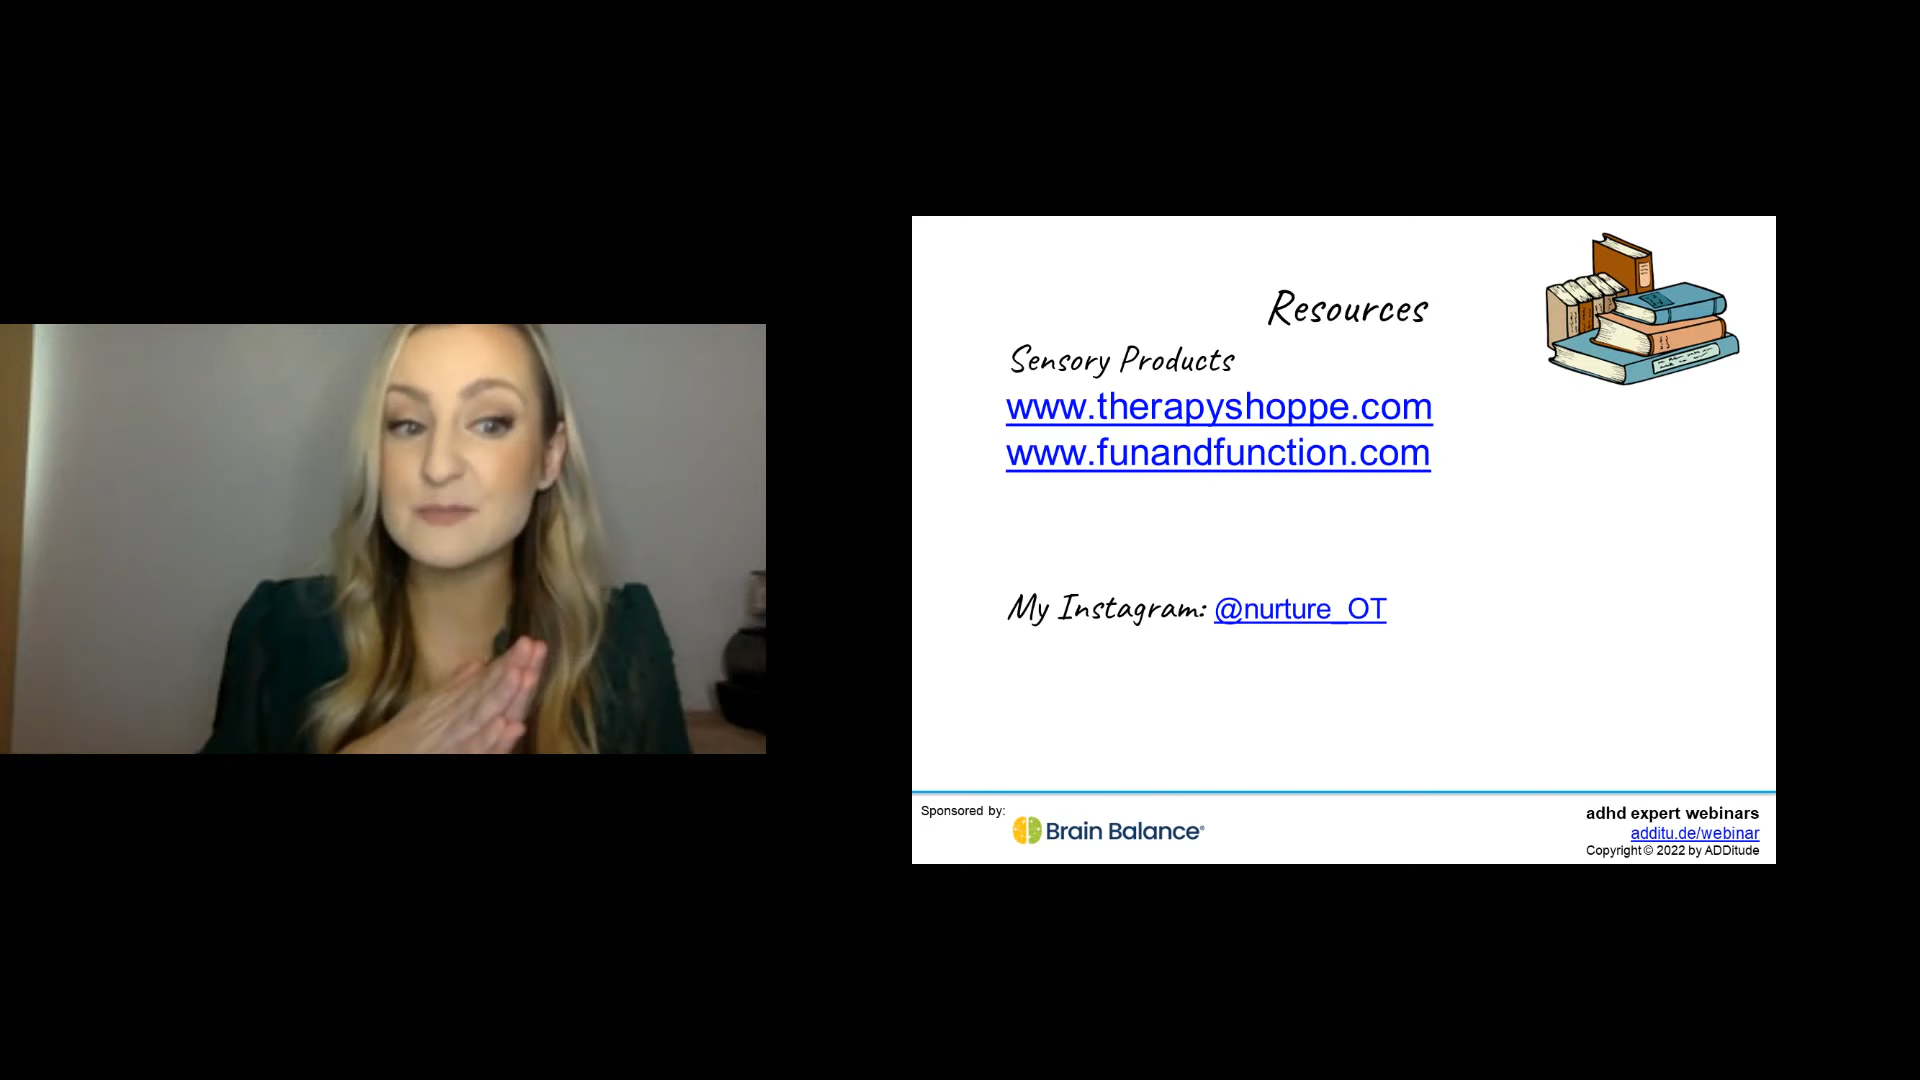 Resources
Sensory Products
www.therapyshoppe.com
www.funandfunction.com
My Instagram: @nurture_OT
Sponsored by:
Brain Balance®
adhd expert webinars
additu.de/webinar
Copyright © 2022 by ADDitude